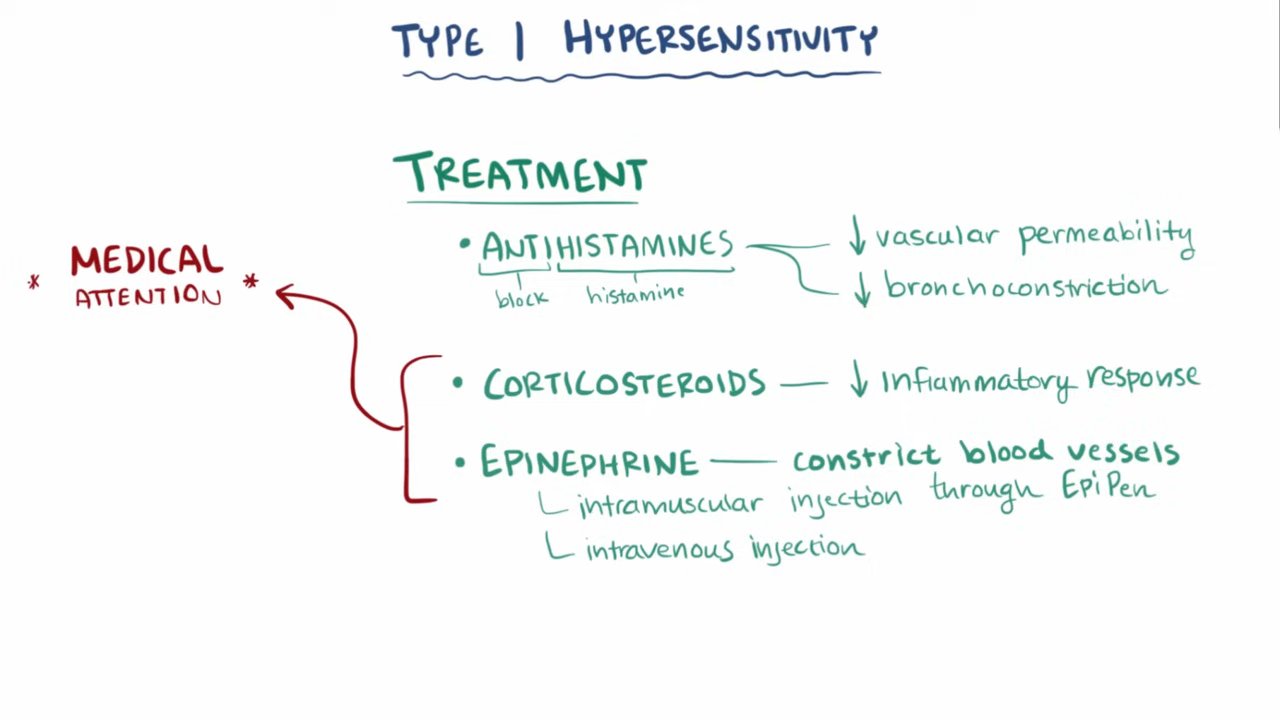 TYPE 1 HYPERSENSITIVITY
TREATMENT
• ANTIHISTAMINES
block histamine
↓ vascular permeability
↓ bronchoconstriction
* MEDICAL
ATTENTION *
• CORTICOSTEROIDS — ↓ inflammatory response
• EPINEPHRINE — constrict blood vessels
intramuscular injection through EpiPen
intravenous injection